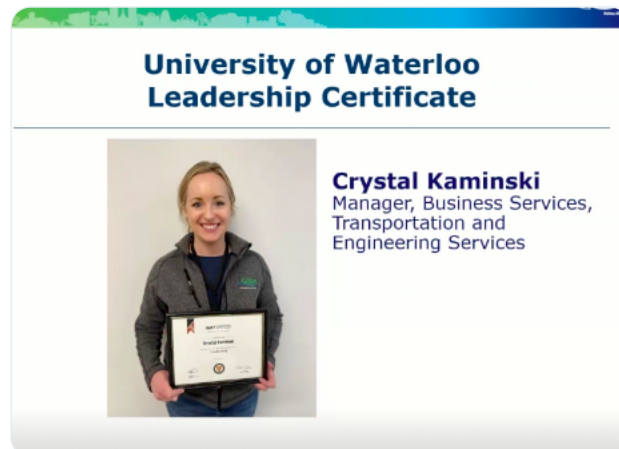 University of Waterloo
Leadership Certificate
Crystal Kaminski
Manager, Business Services,
Transportation and
Engineering Services